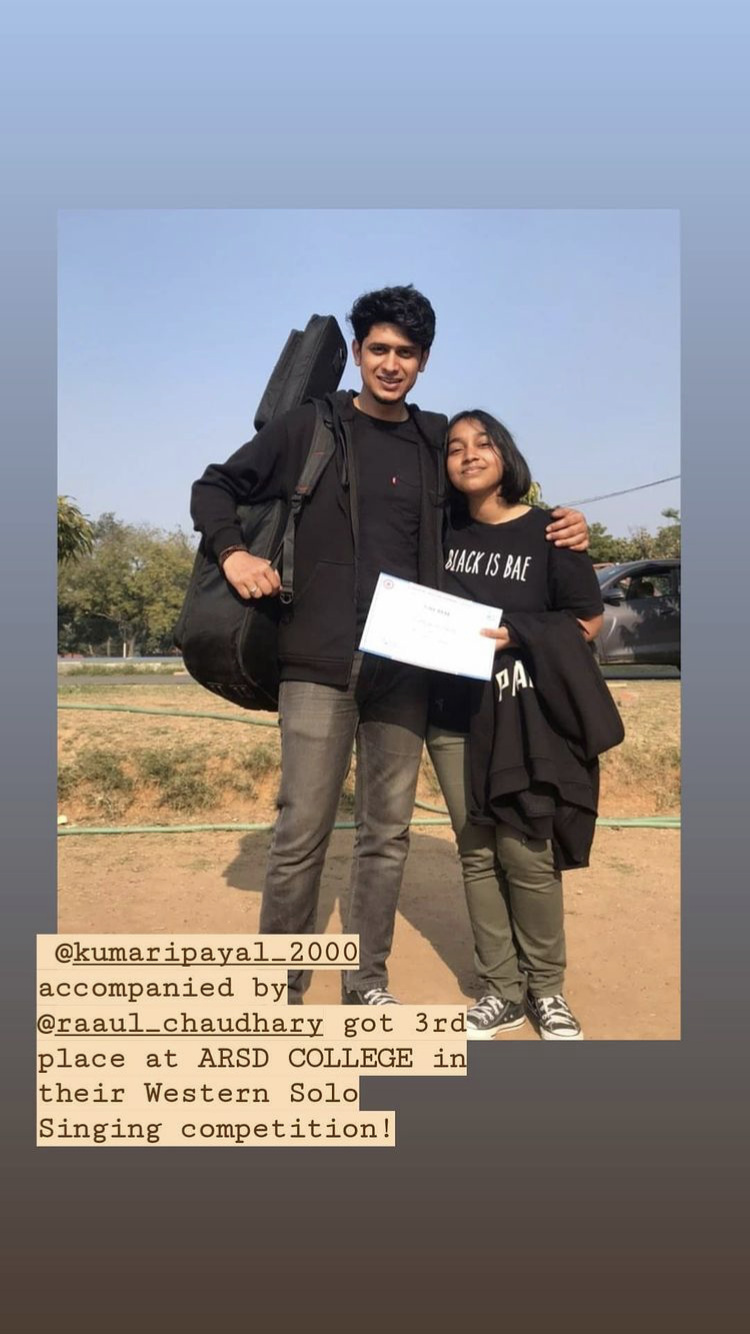 BLACK IS BAE
PA
@kumaripayal_2000
accompanied by
@raaul_chaudhary got 3rd
place at ARSD COLLEGE in
their Western Solo
Singing competition!